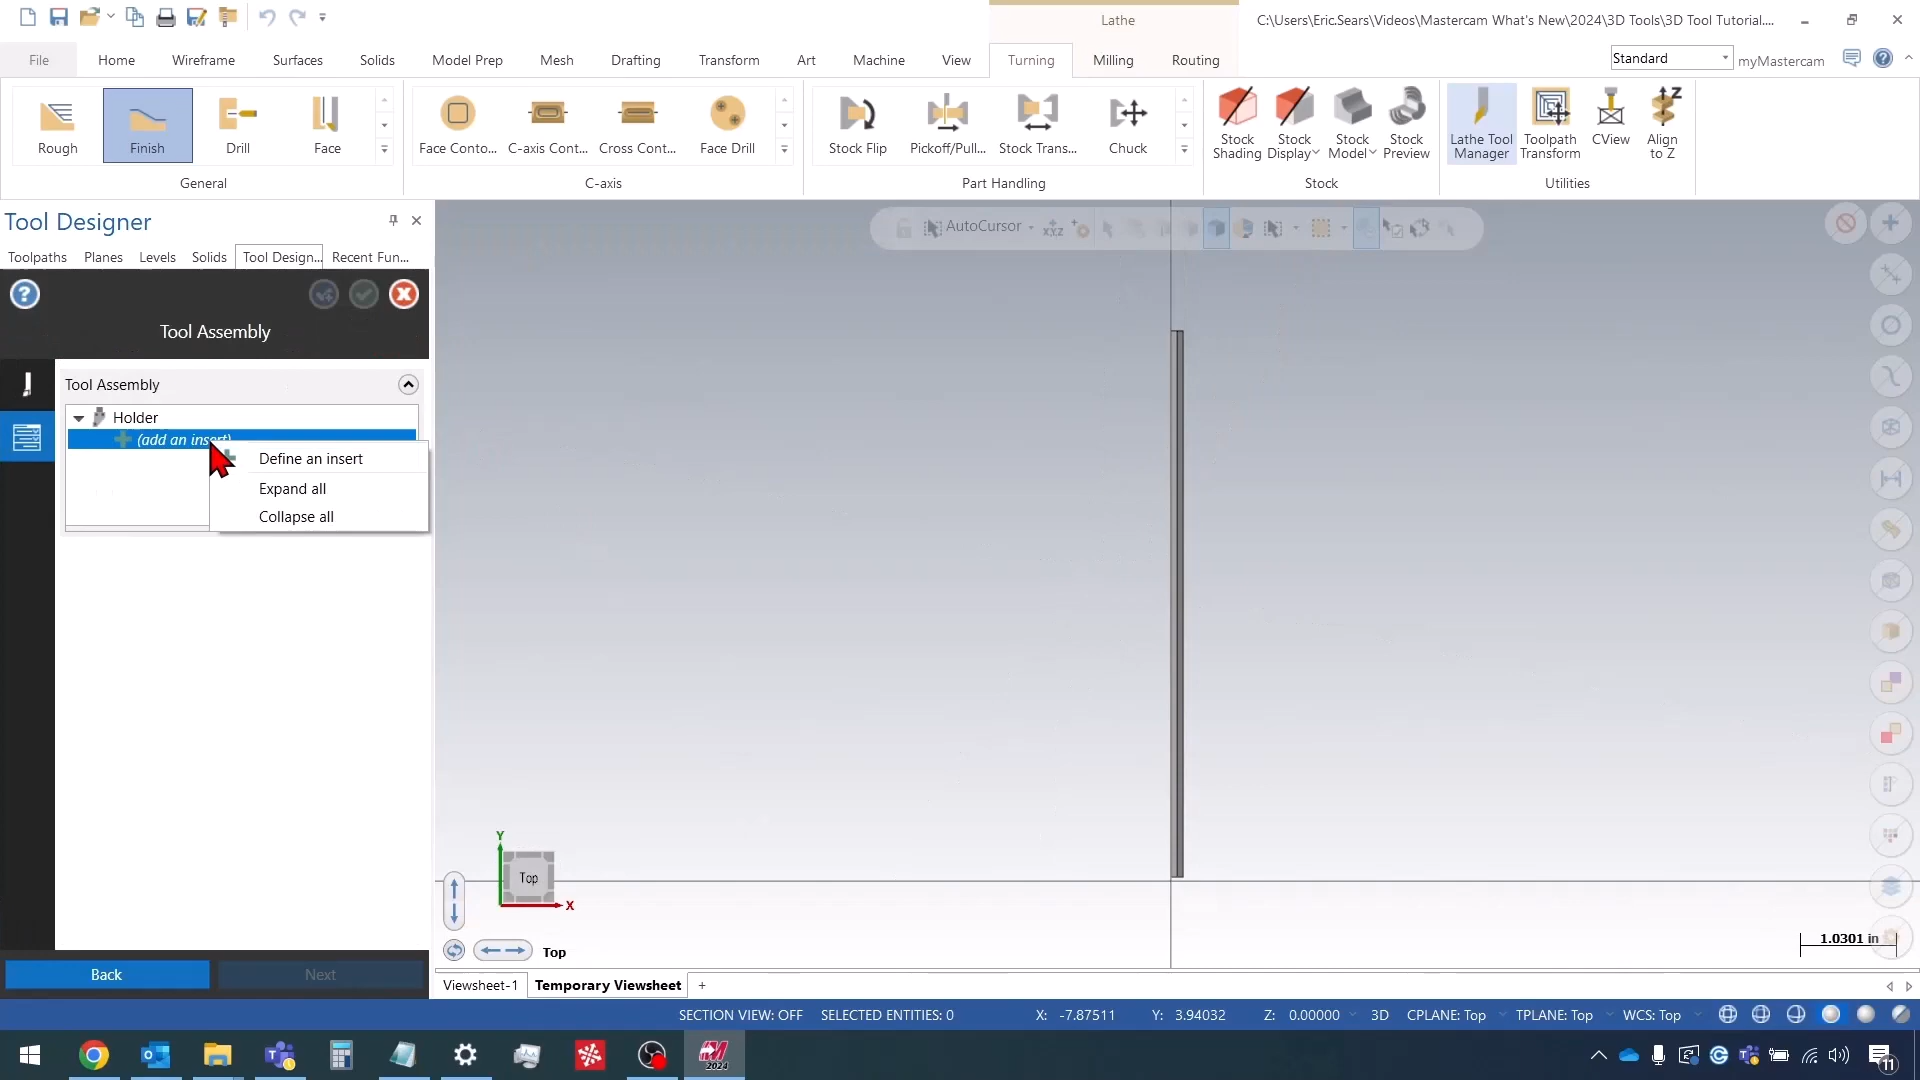 Lathe
C:\Users\Eric.Sears\Videos\Mastercam What's New\2024\3D Tools\3D Tool Tutorial....
File Home Wireframe Surfaces Solids Model Prep Mesh Drafting Transform Art Machine View Turning Milling Routing
Standard myMastercam
Rough Finish Drill Face
Face Conto... C-axis Cont... Cross Cont... Face Drill
Stock Flip Pickoff/Pull... Stock Trans... Chuck
Stock Shading
Stock Display
Stock Model
Stock Preview
Lathe Tool Manager
Toolpath Transform
CView
Align to Z
General C-axis Part Handling Stock Utilities
Tool Designer
Toolpaths Planes Levels Solids Tool Design... Recent Fun...
AutoCursor
XYZ
Tool Assembly
Tool Assembly
Holder
(add an insert)
Define an insert
Expand all
Collapse all
Y
Top
X
Top
1.0301 in
Back Next
Viewsheet-1 Temporary Viewsheet +
SECTION VIEW: OFF SELECTED ENTITIES: 0 X: -7.87511 Y: 3.94032 Z: 0.00000 3D CPLANE: Top TPLANE: Top WCS: Top
2024
11